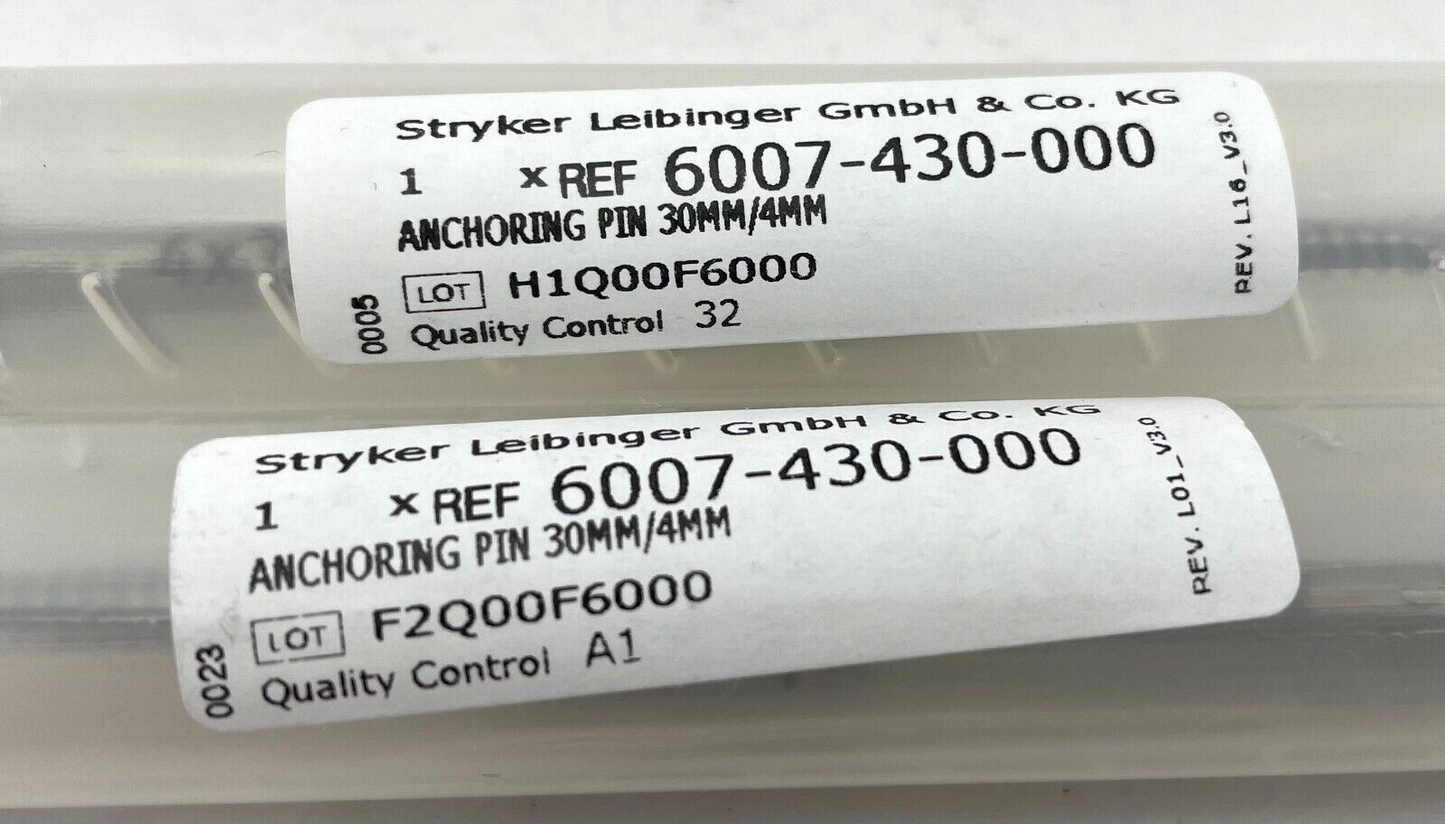 Stryker Leibinger GmbH & Co. KG
1 x REF 6007-430-000
ANCHORING PIN 30MM/4MM
LOT H1Q00F6000
Quality Control 32
0005
REV. L16_V3.0
Stryker Leibinger GmbH & Co. KG
1 x REF 6007-430-000
ANCHORING PIN 30MM/4MM
LOT F2Q00F6000
Quality Control A1
0023
REV. L01_V3.0